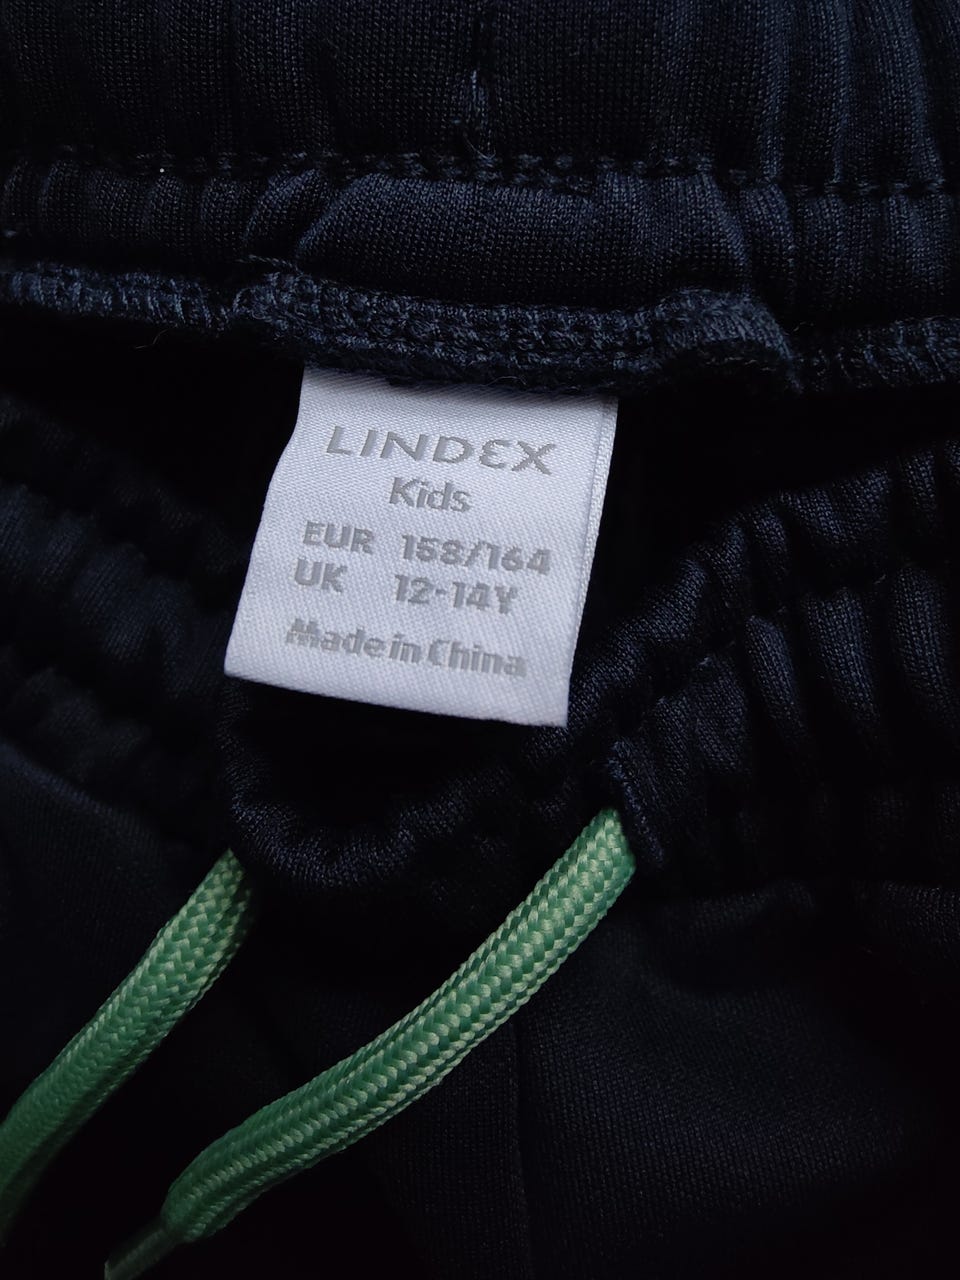 LINDEX
Kids
EUR 158/164
UK 12-14Y
Made in China